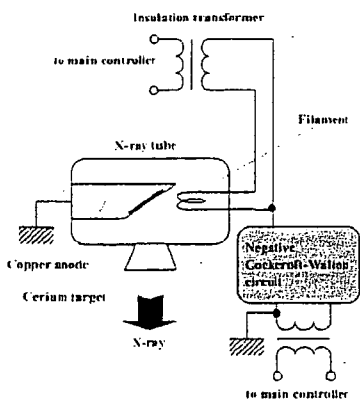 Insulation transformer
to main controller
Filament
X-ray tube
Negative
Cockcroft-Walton
circuit
Copper anode
Cerium target
X-ray
to main controller